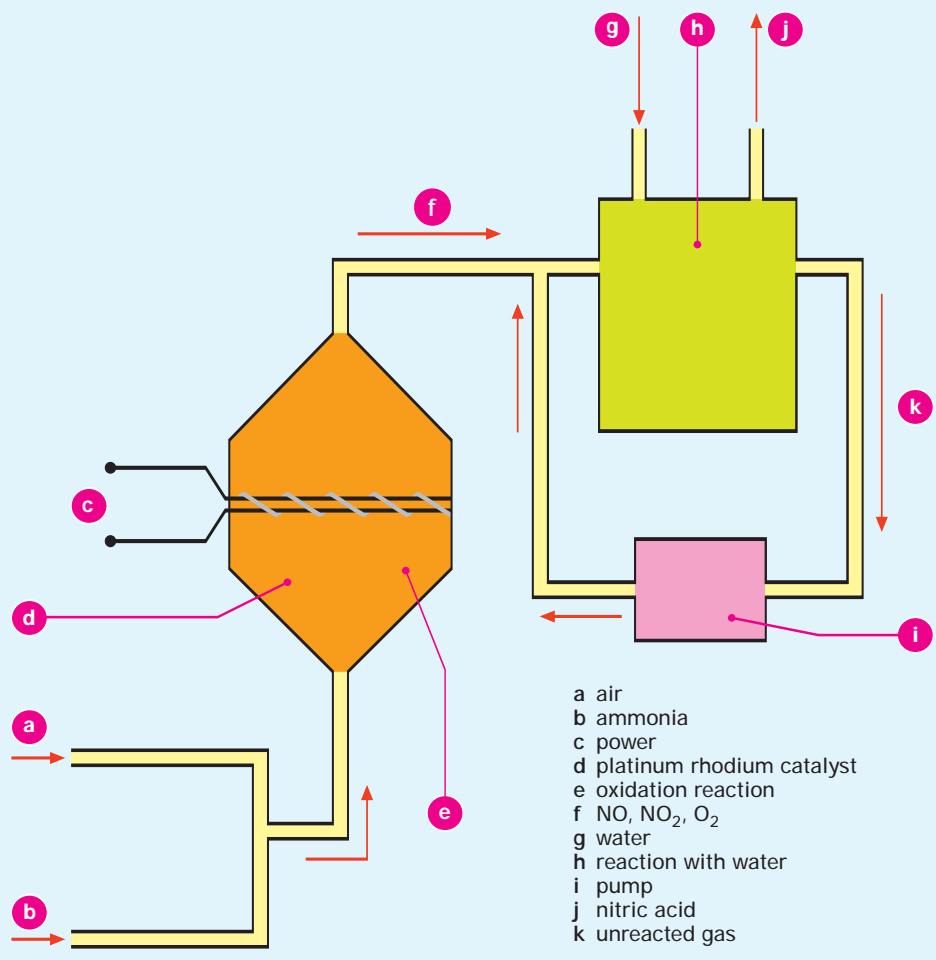 g
h
j
f
k
c
d
i
a
e
b
a air
b ammonia
c power
d platinum rhodium catalyst
e oxidation reaction
f NO, NO₂, O₂
g water
h reaction with water
i pump
j nitric acid
k unreacted gas